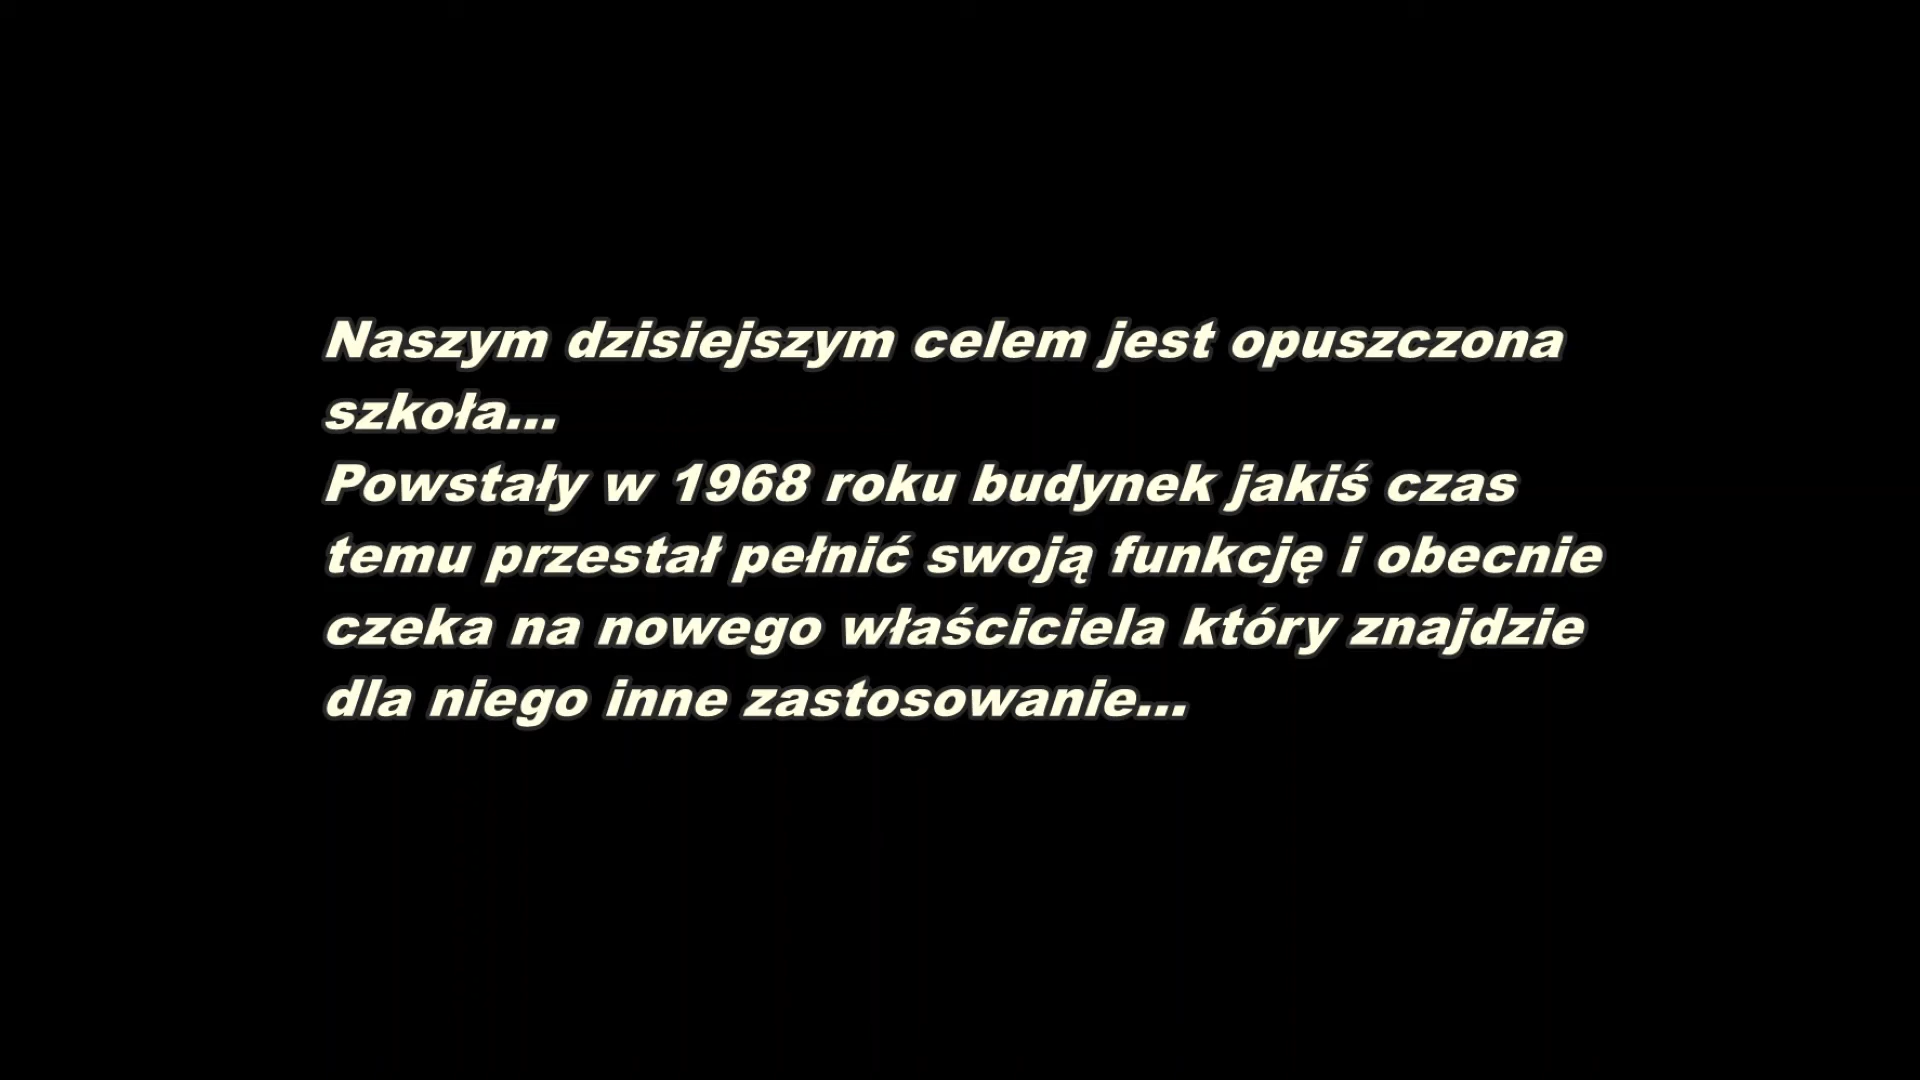 Naszym dzisiejszym celem jest opuszczona
szkoła...
Powstały w 1968 roku budynek jakiś czas
temu przestał pełnić swoją funkcję i obecnie
czeka na nowego właściciela który znajdzie
dla niego inne zastosowanie...